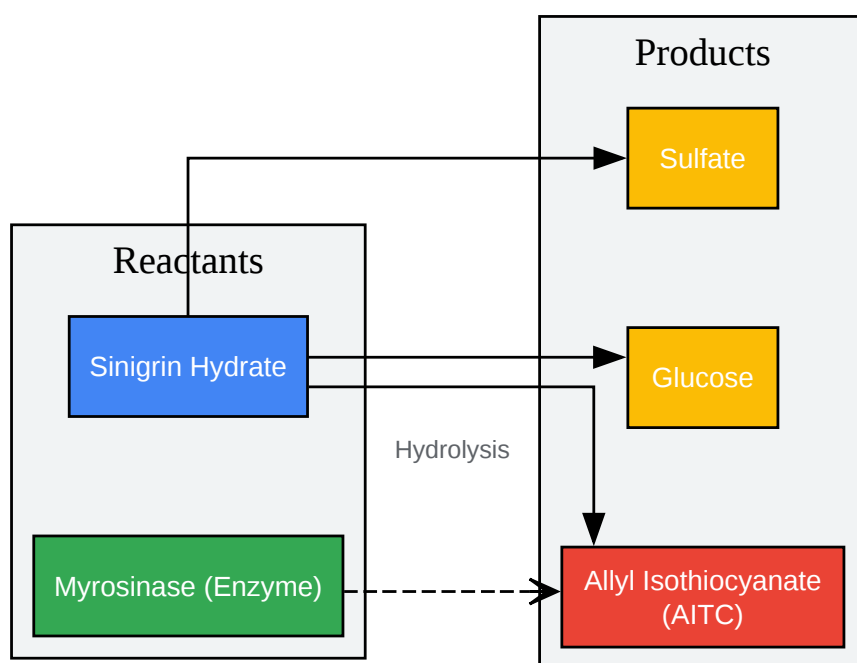 Products
Sulfate
Reactants
Sinigrin Hydrate
Glucose
Hydrolysis
Myrosinase (Enzyme)
Allyl Isothiocyanate
(AITC)